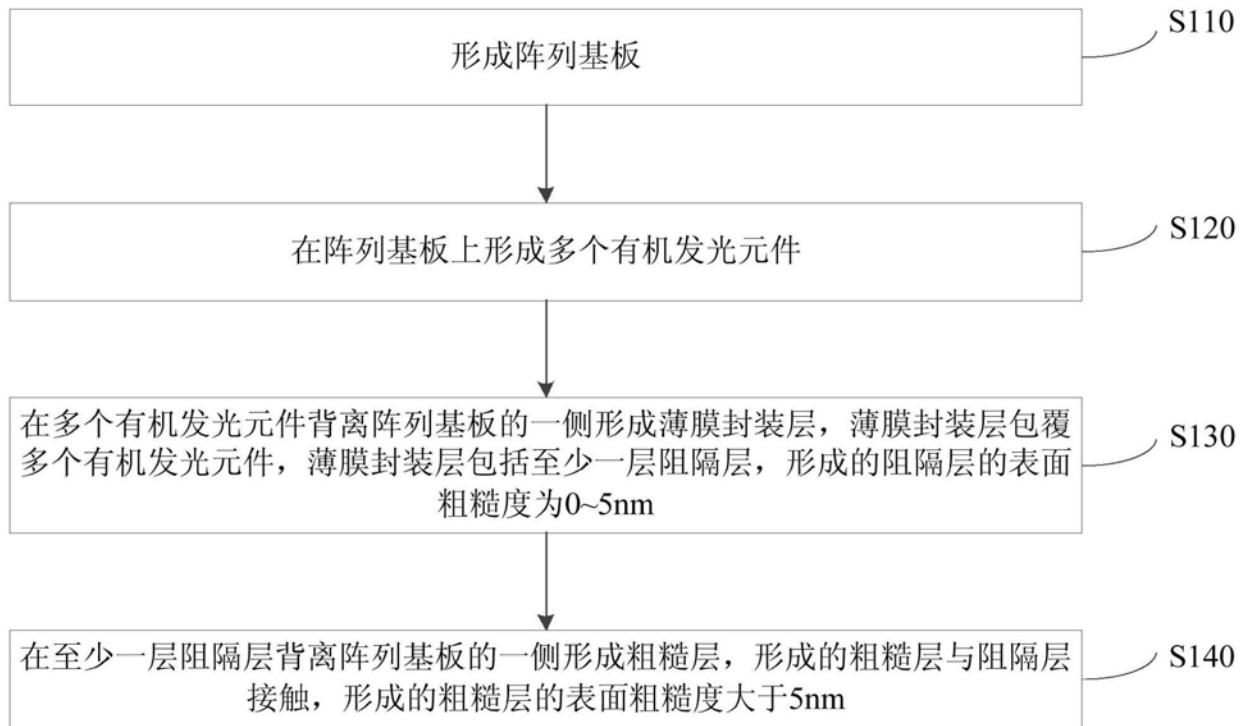 形成阵列基板
S110
在阵列基板上形成多个有机发光元件
S120
在多个有机发光元件背离阵列基板的一侧形成薄膜封装层，薄膜封装层包覆
多个有机发光元件，薄膜封装层包括至少一层阻隔层，形成的阻隔层的表面
粗糙度为0~5nm
S130
在至少一层阻隔层背离阵列基板的一侧形成粗糙层，形成的粗糙层与阻隔层
接触，形成的粗糙层的表面粗糙度大于5nm
S140